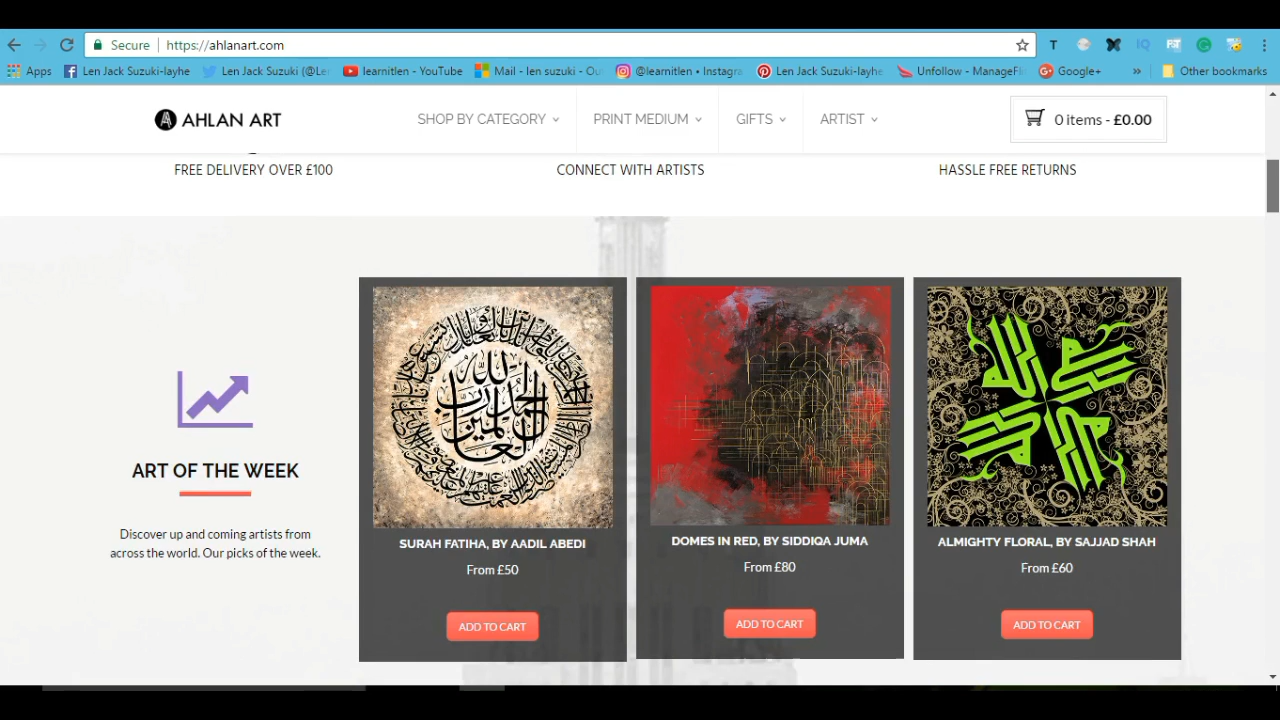 Secure
https://ahlanart.com
T
IQ
Apps
Len Jack Suzuki-layhe
Len Jack Suzuki (@Le
learnitlen - YouTube
Mail - len suzuki - Ou
@learnitlen • Instagra
Len Jack Suzuki-layhe
Unfollow - ManageFl
Google+
»
Other bookmarks
AHLAN ART
SHOP BY CATEGORY
PRINT MEDIUM
GIFTS
ARTIST
0 items - £0.00
FREE DELIVERY OVER £100
CONNECT WITH ARTISTS
HASSLE FREE RETURNS
ART OF THE WEEK
Discover up and coming artists from
across the world. Our picks of the week.
الحمد لله رب العالمين
SURAH FATIHA, BY AADIL ABEDI
From £50
ADD TO CART
DOMES IN RED, BY SIDDIQA JUMA
From £80
ADD TO CART
ALMIGHTY FLORAL, BY SAJJAD SHAH
From £60
ADD TO CART